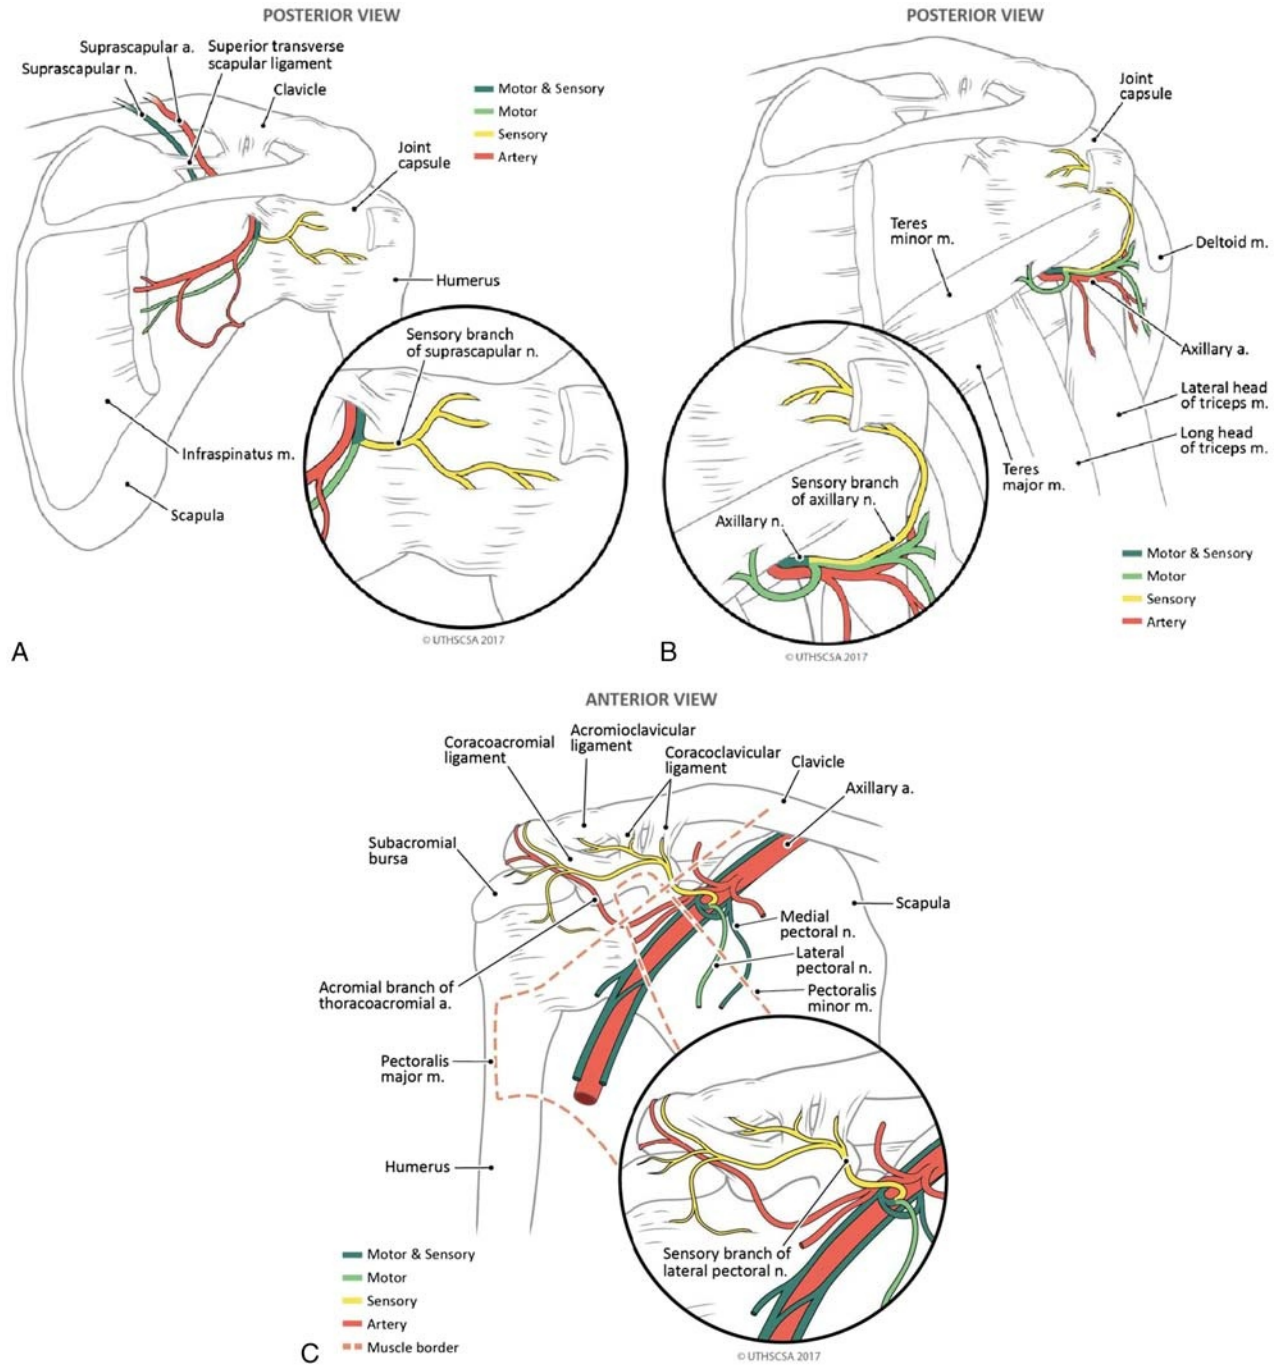 POSTERIOR VIEW
Suprascapular a.
Suprascapular n.
Superior transverse
scapular ligament
Clavicle
Motor & Sensory
Motor
Sensory
Artery
Joint
capsule
Humerus
Sensory branch
of suprascapular n.
Infraspinatus m.
Scapula
© UTHSCSA 2017
A
POSTERIOR VIEW
Joint
capsule
Teres
minor m.
Deltoid m.
Axillary a.
Lateral head
of triceps m.
Long head
of triceps m.
Teres
major m.
Sensory branch
of axillary n.
Axillary n.
Motor & Sensory
Motor
Sensory
Artery
© UTHSCSA 2017
B
ANTERIOR VIEW
Coracoacromial
ligament
Acromioclavicular
ligament
Coracoclavicular
ligament
Clavicle
Axillary a.
Subacromial
bursa
Scapula
Medial
pectoral n.
Lateral
pectoral n.
Pectoralis
minor m.
Acromial branch of
thoracoacromial a.
Pectoralis
major m.
Humerus
Sensory branch of
lateral pectoral n.
Motor & Sensory
Motor
Sensory
Artery
Muscle border
© UTHSCSA 2017
C